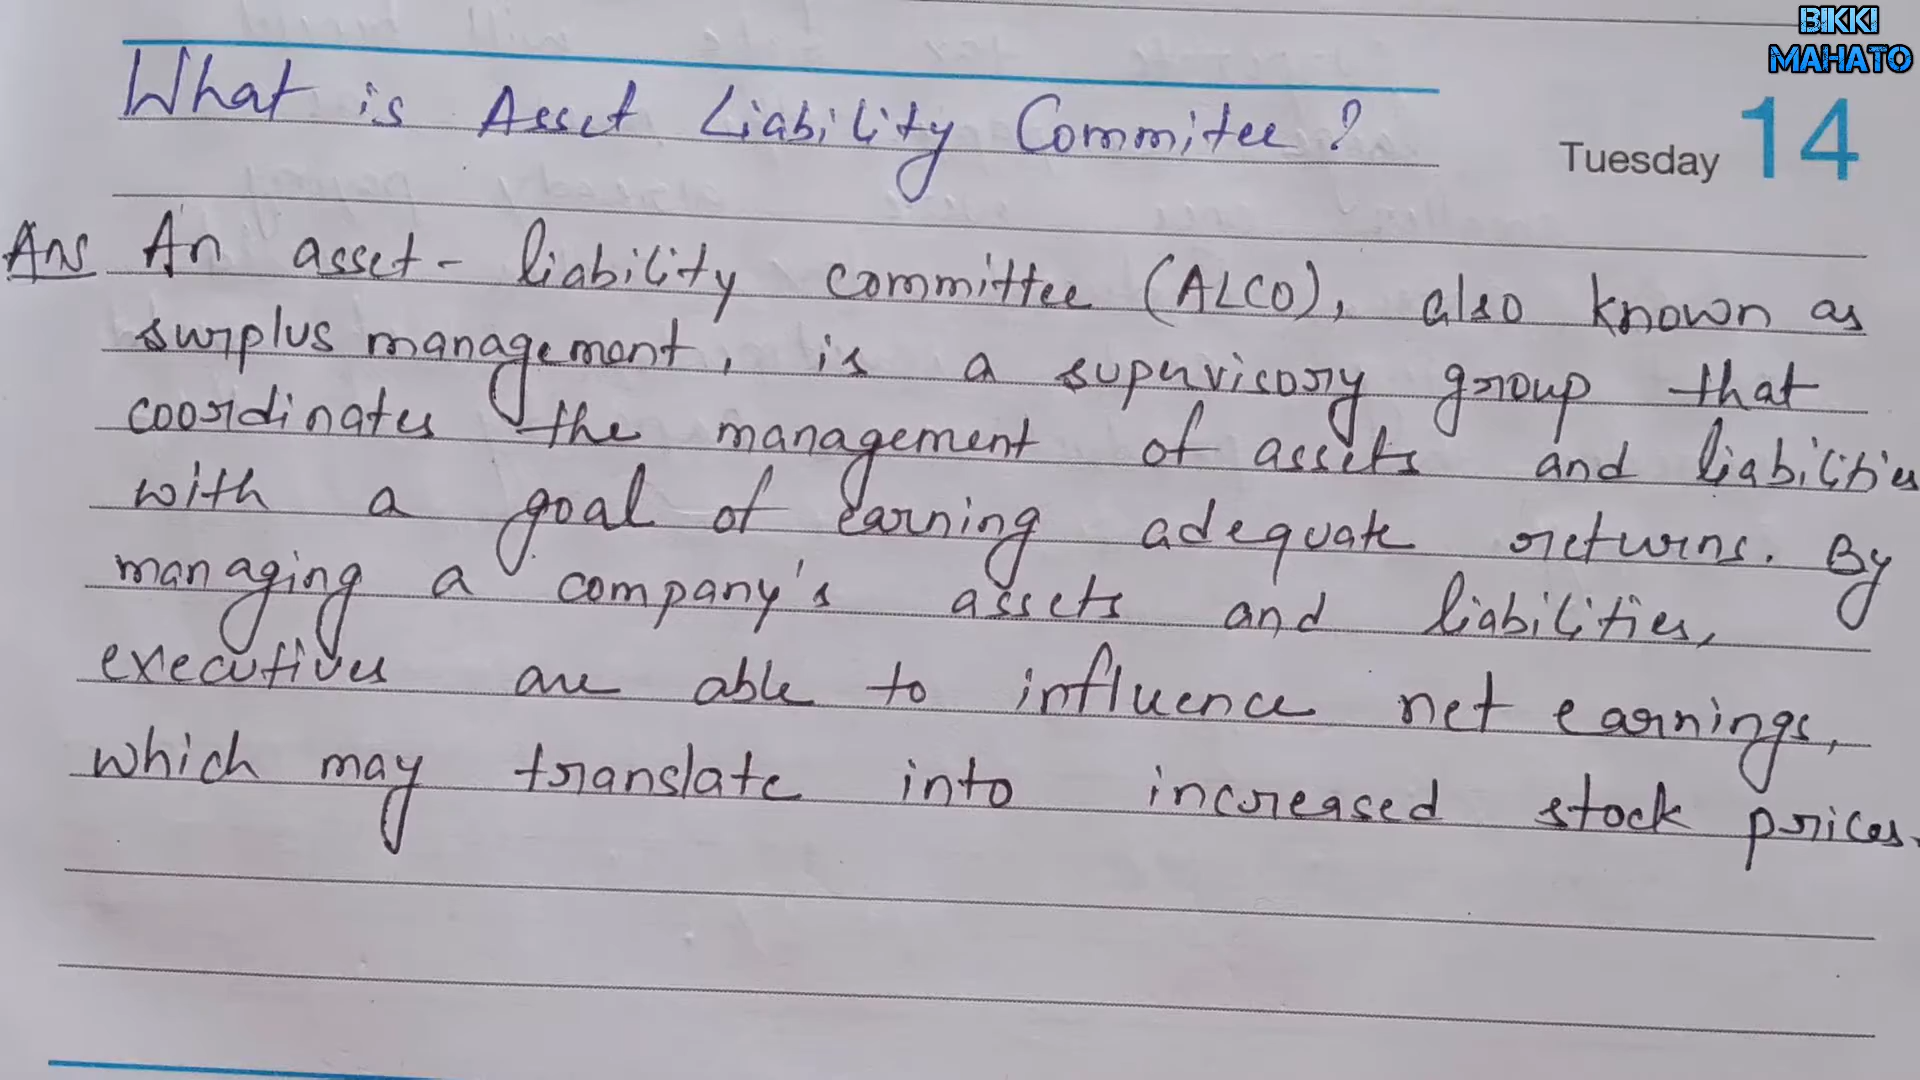 BIKKI
MAHATO
Tuesday 14
What is Asset Liability Commitee?
Ans An asset-liability committee (ALCO), also known as
surplus management, is a supervisory group that
coordinates the management of assets and liabilities
with a goal of earning adequate returns. By
managing a company's assets and liabilities,
executives are able to influence net earnings,
which may translate into increased stock prices.